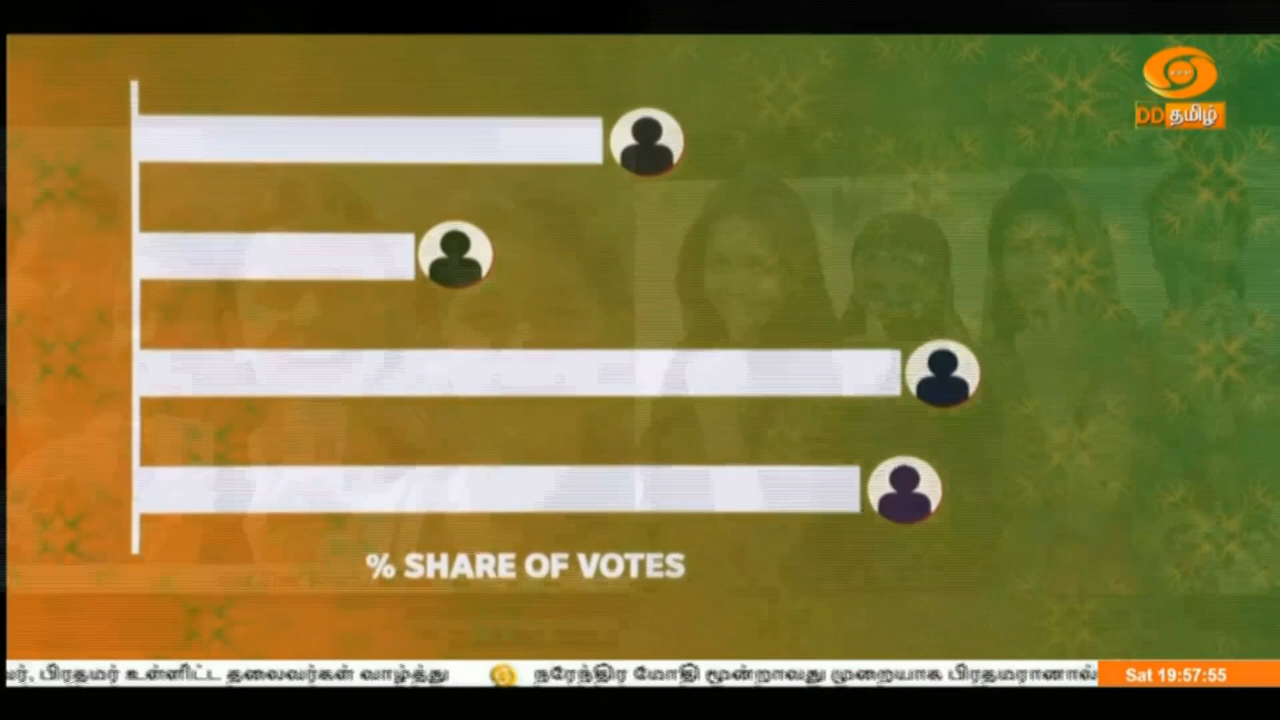 DD தமிழ்
% SHARE OF VOTES
பிரதமர் உள்ளிட்ட தலைவர்கள் வாழ்த்து
நரேந்திர மோதி மூன்றாவது முறையாக பிரதமரானால்
Sat 19:57:55